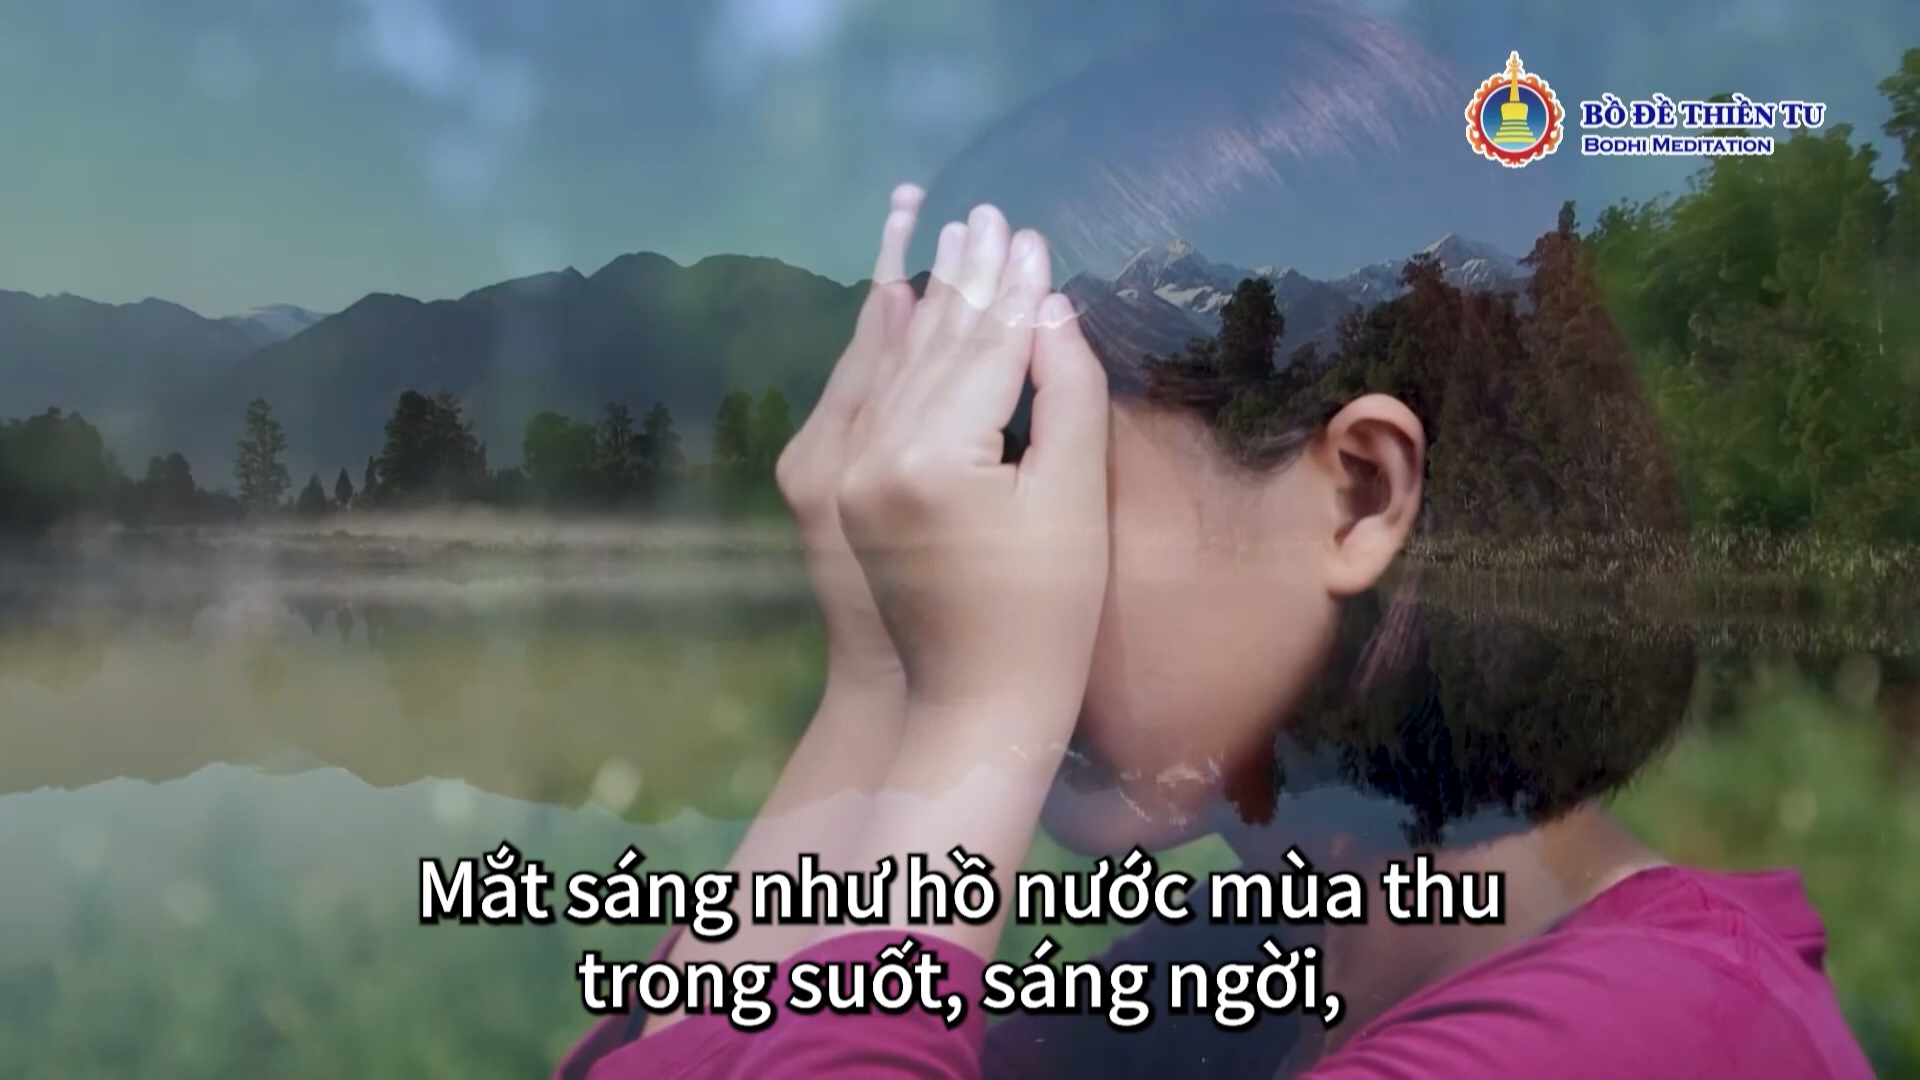 BỒ ĐỀ THIỀN TU
BODHI MEDITATION
Mắt sáng như hồ nước mùa thu
trong suốt, sáng ngời,